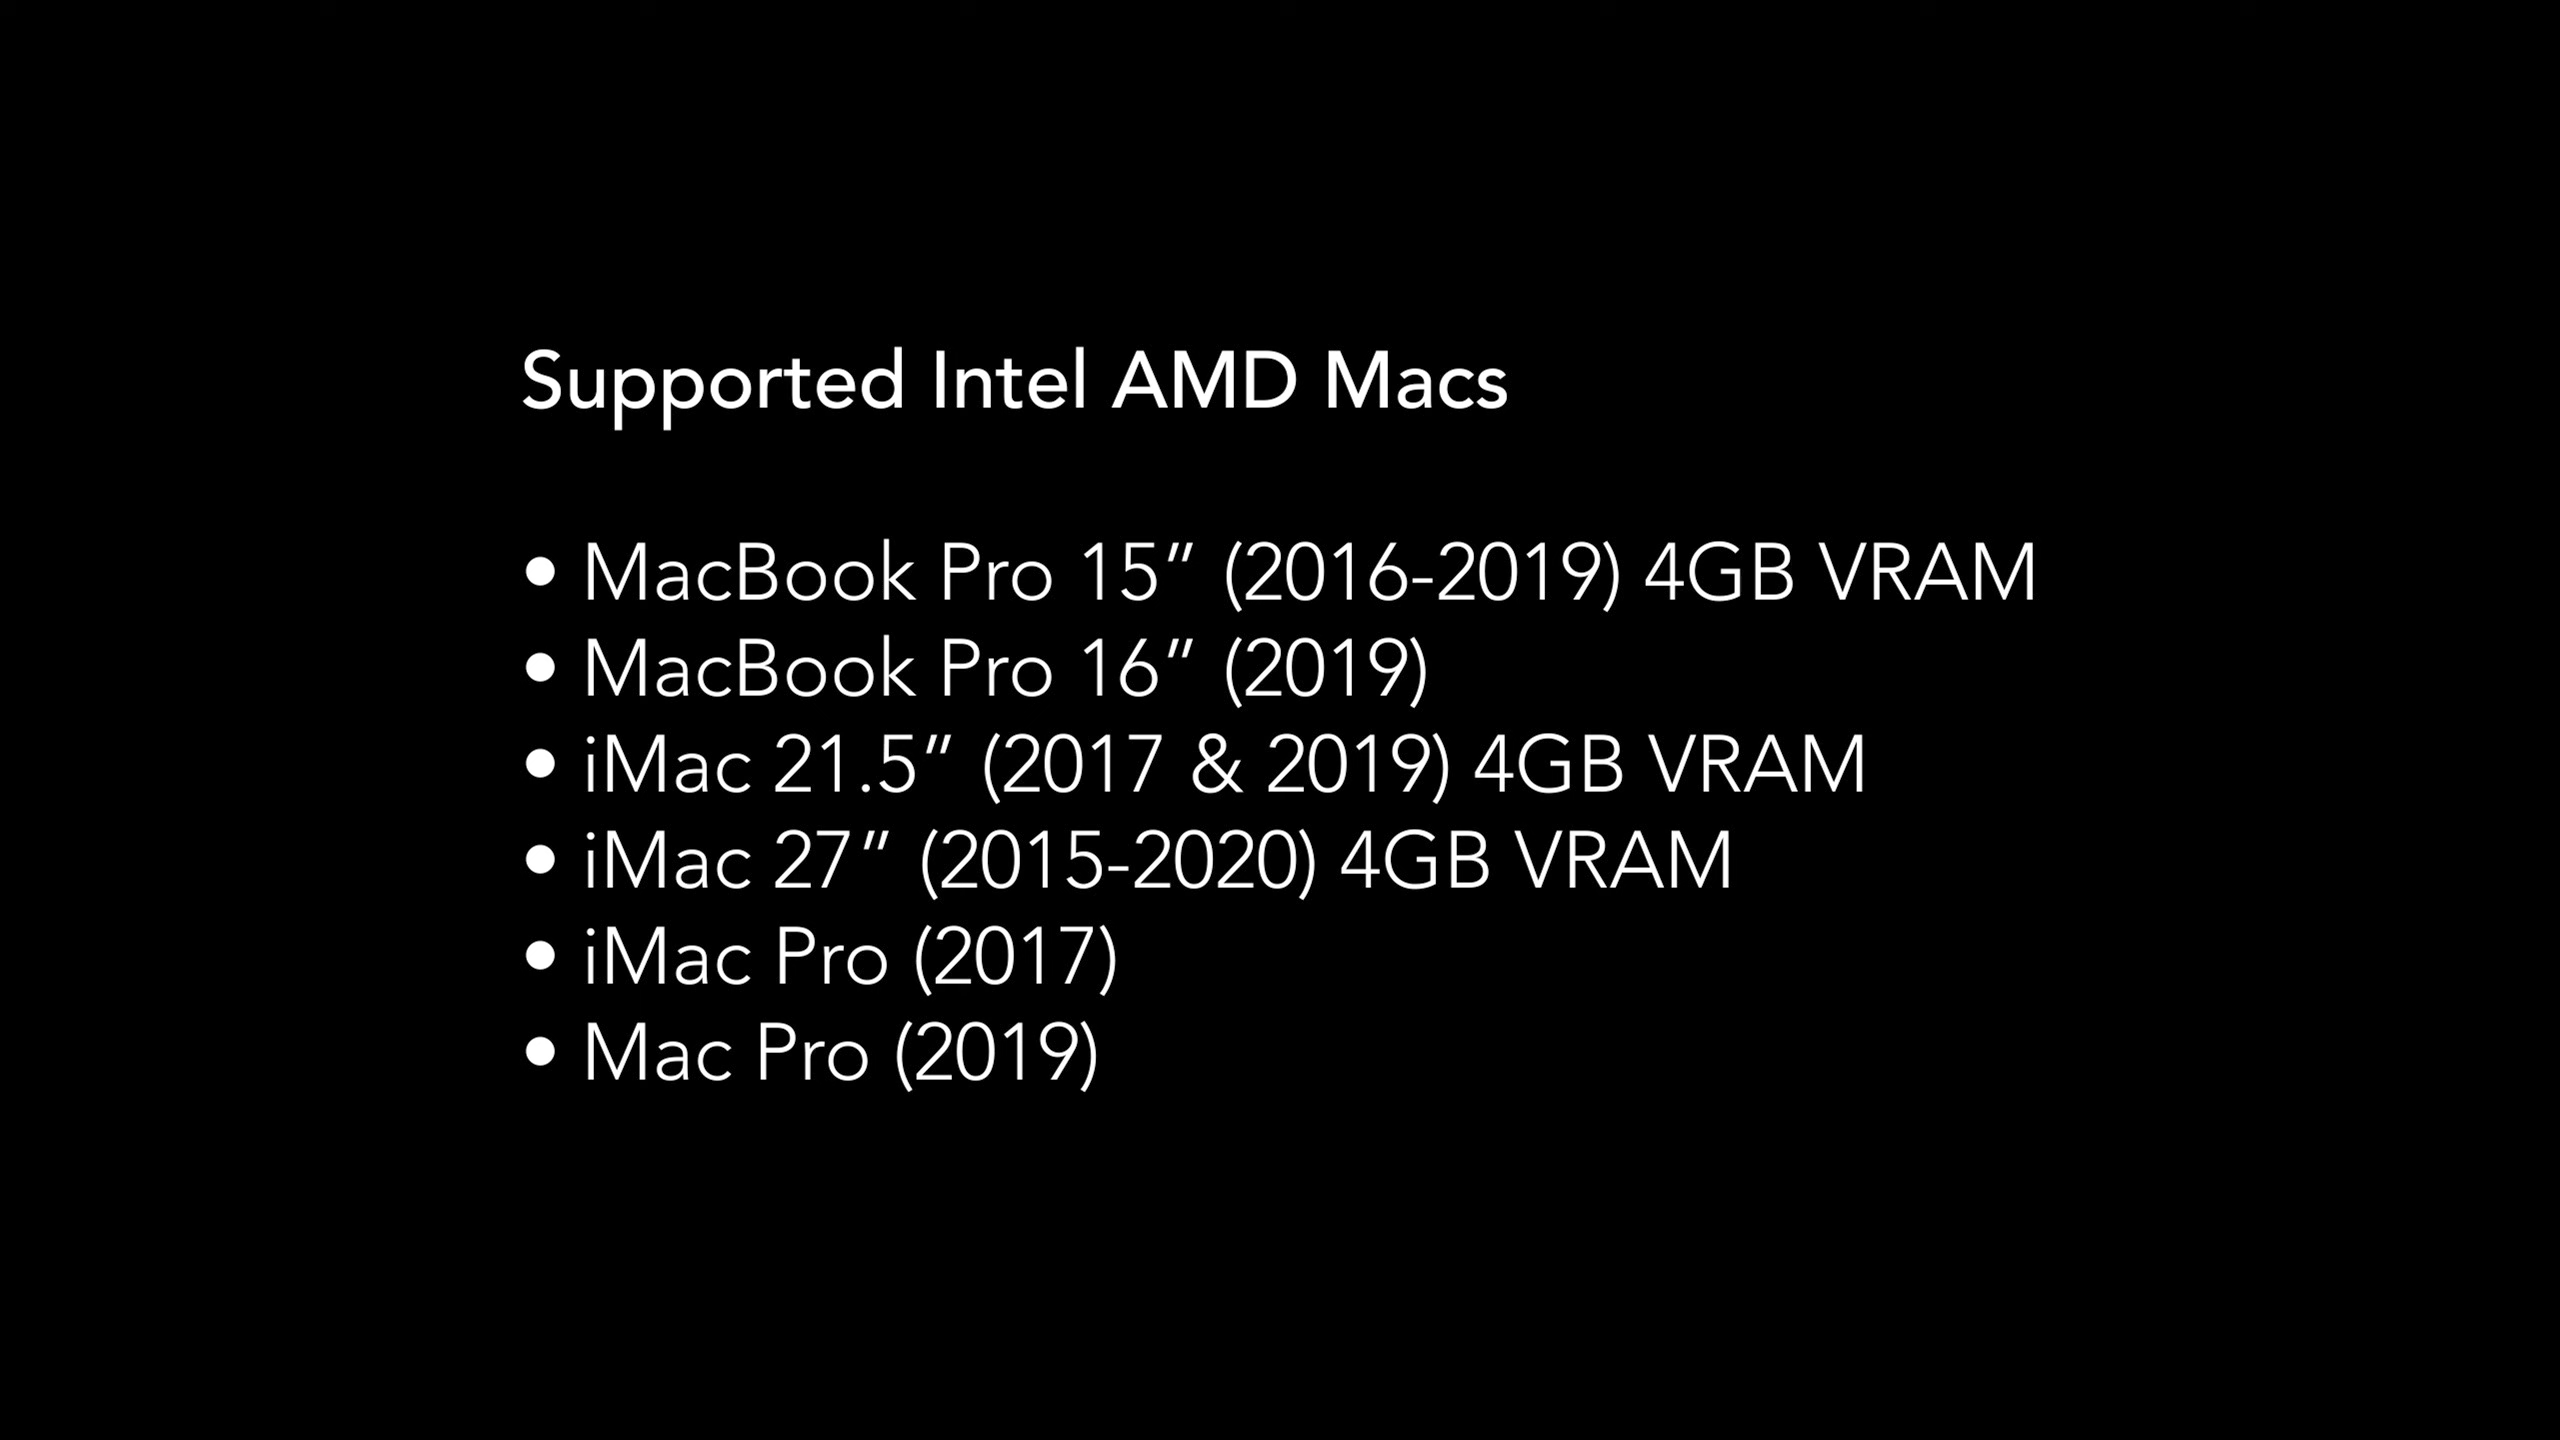 Supported Intel AMD Macs
• MacBook Pro 15” (2016-2019) 4GB VRAM
• MacBook Pro 16” (2019)
• iMac 21.5” (2017 & 2019) 4GB VRAM
• iMac 27” (2015-2020) 4GB VRAM
• iMac Pro (2017)
• Mac Pro (2019)